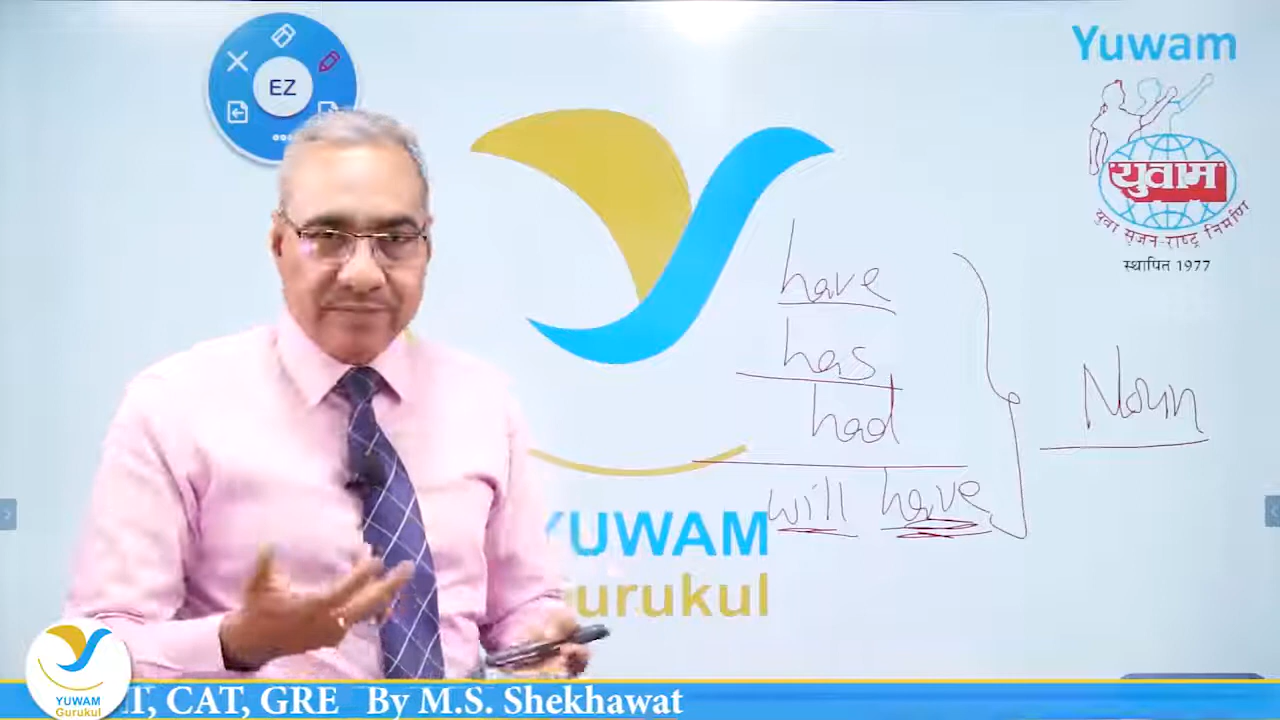 EZ
Yuwam
युवाम
युवा सृजन-राष्ट्र निर्माण
स्थापित 1977
have
has
had
will have
Noun
YUWAM
urukul
YUWAM
Gurukul
T, CAT, GRE By M.S. Shekhawat